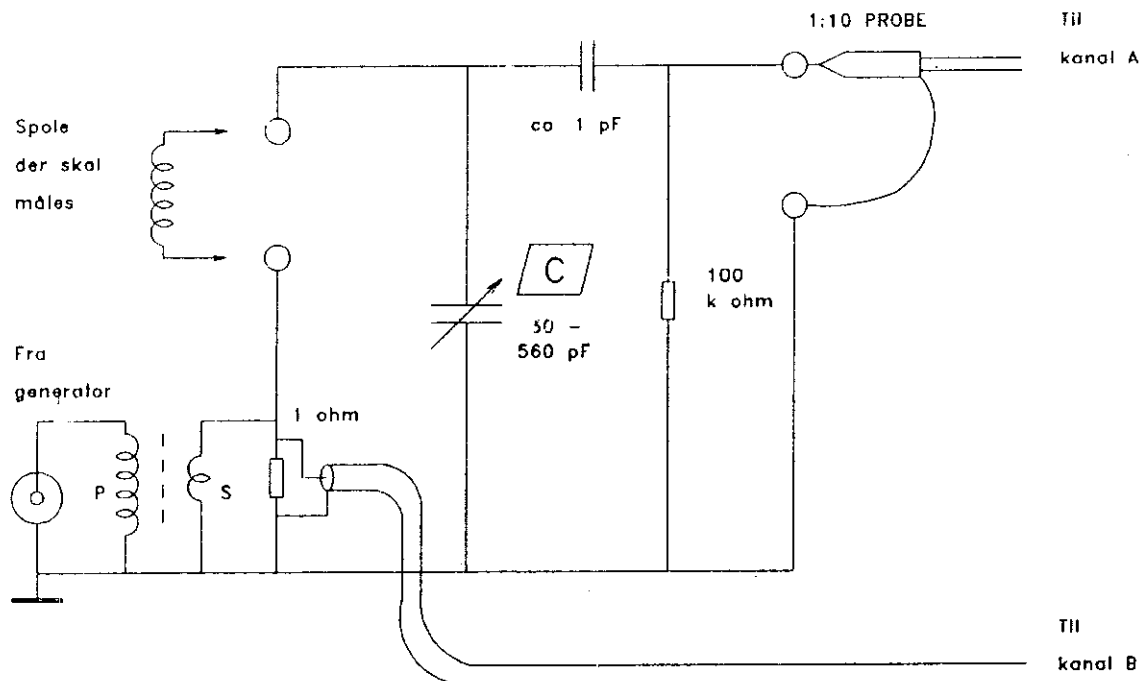 1:10 PROBE
Til
kanal A
ca 1 pF
Spole
der skal
måles
C
30 -
560 pF
100
k ohm
Fra
generator
1 ohm
P
S
Til
kanal B